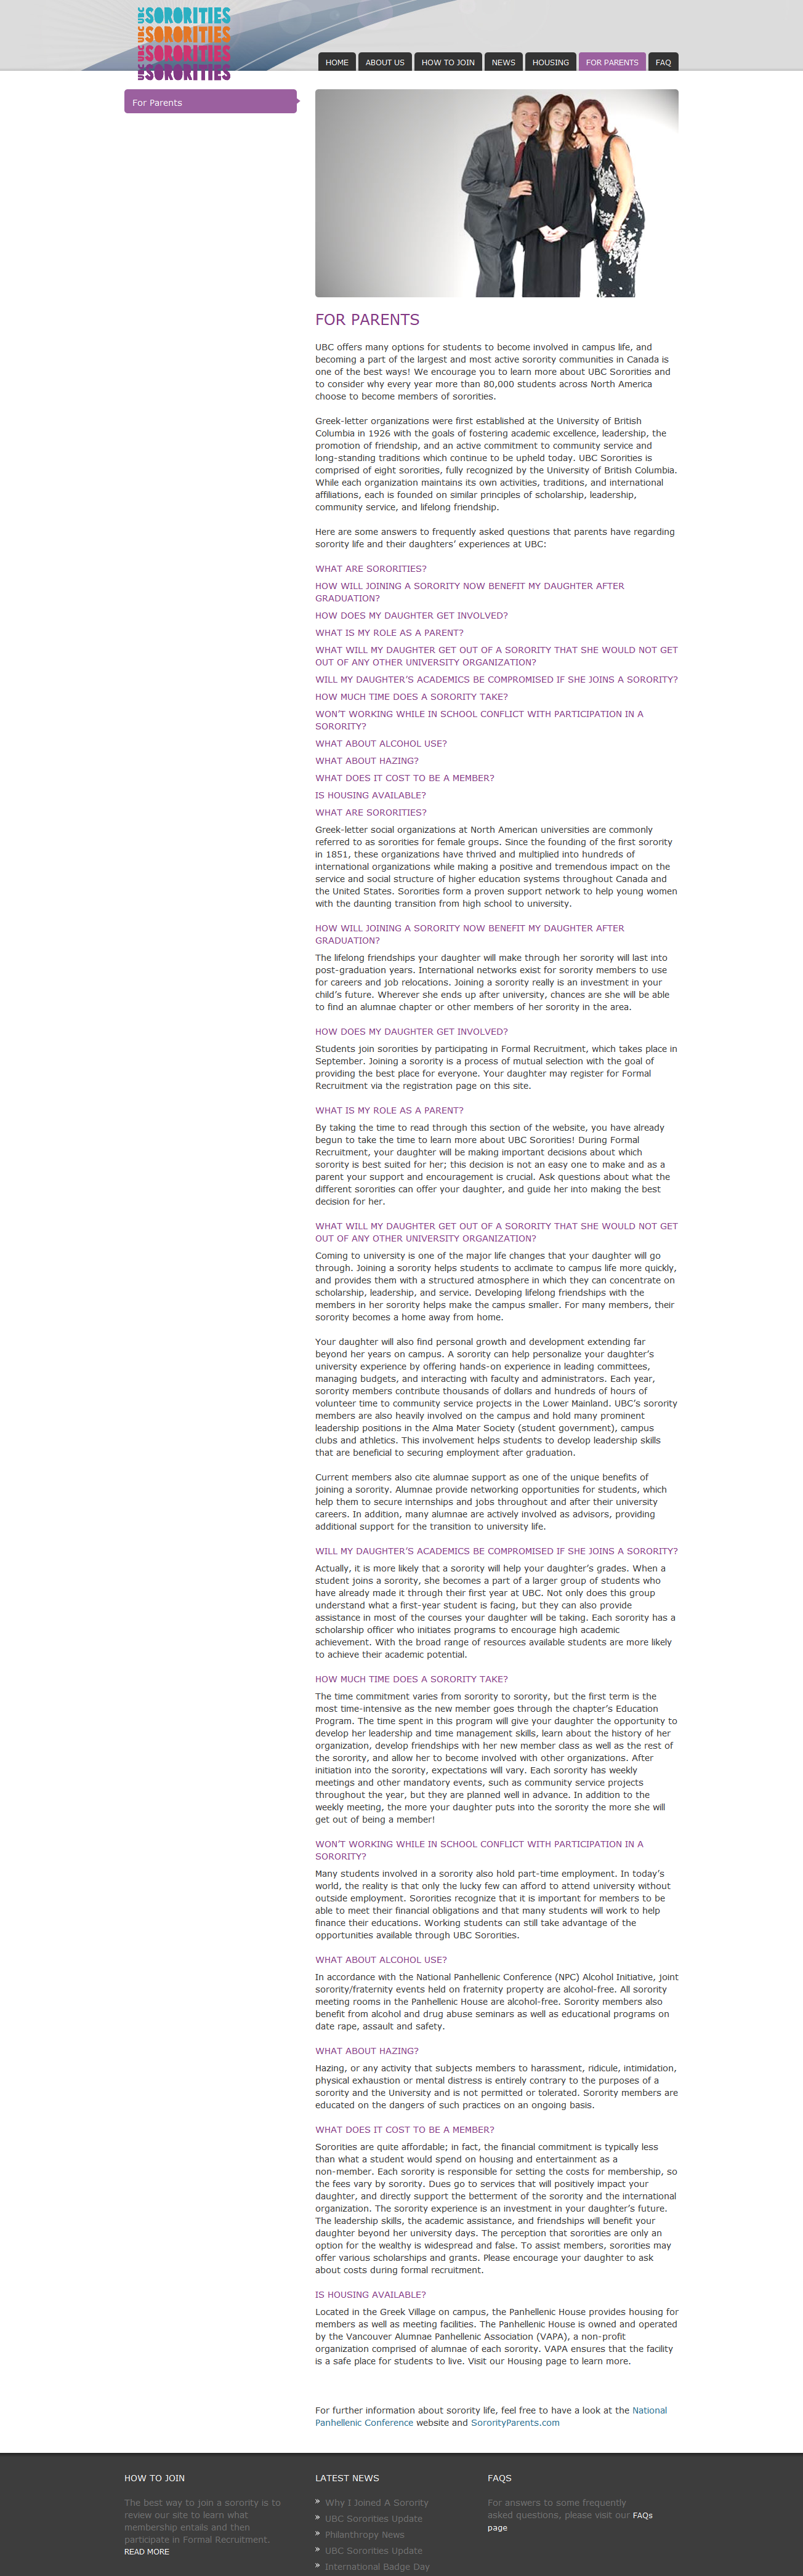 UBC SORORITIES
UBC SORORITIES
UBC SORORITIES
UBC SORORITIES
HOME
ABOUT US
HOW TO JOIN
NEWS
HOUSING
FOR PARENTS
FAQ
For Parents
FOR PARENTS
UBC offers many options for students to become involved in campus life, and
becoming a part of the largest and most active sorority communities in Canada is
one of the best ways! We encourage you to learn more about UBC Sororities and
to consider why every year more than 80,000 students across North America
choose to become members of sororities.
Greek-letter organizations were first established at the University of British
Columbia in 1926 with the goals of fostering academic excellence, leadership, the
promotion of friendship, and an active commitment to community service and
long-standing traditions which continue to be upheld today. UBC Sororities is
comprised of eight sororities, fully recognized by the University of British Columbia.
While each organization maintains its own activities, traditions, and international
affiliations, each is founded on similar principles of scholarship, leadership,
community service, and lifelong friendship.
Here are some answers to frequently asked questions that parents have regarding
sorority life and their daughters’ experiences at UBC:
WHAT ARE SORORITIES?
HOW WILL JOINING A SORORITY NOW BENEFIT MY DAUGHTER AFTER
GRADUATION?
HOW DOES MY DAUGHTER GET INVOLVED?
WHAT IS MY ROLE AS A PARENT?
WHAT WILL MY DAUGHTER GET OUT OF A SORORITY THAT SHE WOULD NOT GET
OUT OF ANY OTHER UNIVERSITY ORGANIZATION?
WILL MY DAUGHTER’S ACADEMICS BE COMPROMISED IF SHE JOINS A SORORITY?
HOW MUCH TIME DOES A SORORITY TAKE?
WON’T WORKING WHILE IN SCHOOL CONFLICT WITH PARTICIPATION IN A
SORORITY?
WHAT ABOUT ALCOHOL USE?
WHAT ABOUT HAZING?
WHAT DOES IT COST TO BE A MEMBER?
IS HOUSING AVAILABLE?
WHAT ARE SORORITIES?
Greek-letter social organizations at North American universities are commonly
referred to as sororities for female groups. Since the founding of the first sorority
in 1851, these organizations have thrived and multiplied into hundreds of
international organizations while making a positive and tremendous impact on the
service and social structure of higher education systems throughout Canada and
the United States. Sororities form a proven support network to help young women
with the daunting transition from high school to university.
HOW WILL JOINING A SORORITY NOW BENEFIT MY DAUGHTER AFTER
GRADUATION?
The lifelong friendships your daughter will make through her sorority will last into
post-graduation years. International networks exist for sorority members to use
for careers and job relocations. Joining a sorority really is an investment in your
child’s future. Wherever she ends up after university, chances are she will be able
to find an alumnae chapter or other members of her sorority in the area.
HOW DOES MY DAUGHTER GET INVOLVED?
Students join sororities by participating in Formal Recruitment, which takes place in
September. Joining a sorority is a process of mutual selection with the goal of
providing the best place for everyone. Your daughter may register for Formal
Recruitment via the registration page on this site.
WHAT IS MY ROLE AS A PARENT?
By taking the time to read through this section of the website, you have already
begun to take the time to learn more about UBC Sororities! During Formal
Recruitment, your daughter will be making important decisions about which
sorority is best suited for her; this decision is not an easy one to make and as a
parent your support and encouragement is crucial. Ask questions about what the
different sororities can offer your daughter, and guide her into making the best
decision for her.
WHAT WILL MY DAUGHTER GET OUT OF A SORORITY THAT SHE WOULD NOT GET
OUT OF ANY OTHER UNIVERSITY ORGANIZATION?
Coming to university is one of the major life changes that your daughter will go
through. Joining a sorority helps students to acclimate to campus life more quickly,
and provides them with a structured atmosphere in which they can concentrate on
scholarship, leadership, and service. Developing lifelong friendships with the
members in her sorority helps make the campus smaller. For many members, their
sorority becomes a home away from home.
Your daughter will also find personal growth and development extending far
beyond her years on campus. A sorority can help personalize your daughter’s
university experience by offering hands-on experience in leading committees,
managing budgets, and interacting with faculty and administrators. Each year,
sorority members contribute thousands of dollars and hundreds of hours of
volunteer time to community service projects in the Lower Mainland. UBC’s sorority
members are also heavily involved on the campus and hold many prominent
leadership positions in the Alma Mater Society (student government), campus
clubs and athletics. This involvement helps students to develop leadership skills
that are beneficial to securing employment after graduation.
Current members also cite alumnae support as one of the unique benefits of
joining a sorority. Alumnae provide networking opportunities for students, which
help them to secure internships and jobs throughout and after their university
careers. In addition, many alumnae are actively involved as advisors, providing
additional support for the transition to university life.
WILL MY DAUGHTER’S ACADEMICS BE COMPROMISED IF SHE JOINS A SORORITY?
Actually, it is more likely that a sorority will help your daughter’s grades. When a
student joins a sorority, she becomes a part of a larger group of students who
have already made it through their first year at UBC. Not only does this group
understand what a first-year student is facing, but they can also provide
assistance in most of the courses your daughter will be taking. Each sorority has a
scholarship officer who initiates programs to encourage high academic
achievement. With the broad range of resources available students are more likely
to achieve their academic potential.
HOW MUCH TIME DOES A SORORITY TAKE?
The time commitment varies from sorority to sorority, but the first term is the
most time-intensive as the new member goes through the chapter’s Education
Program. The time spent in this program will give your daughter the opportunity to
develop her leadership and time management skills, learn about the history of her
organization, develop friendships with her new member class as well as the rest of
the sorority, and allow her to become involved with other organizations. After
initiation into the sorority, expectations will vary. Each sorority has weekly
meetings and other mandatory events, such as community service projects
throughout the year, but they are planned well in advance. In addition to the
weekly meeting, the more your daughter puts into the sorority the more she will
get out of being a member!
WON’T WORKING WHILE IN SCHOOL CONFLICT WITH PARTICIPATION IN A
SORORITY?
Many students involved in a sorority also hold part-time employment. In today’s
world, the reality is that only the lucky few can afford to attend university without
outside employment. Sororities recognize that it is important for members to be
able to meet their financial obligations and that many students will work to help
finance their educations. Working students can still take advantage of the
opportunities available through UBC Sororities.
WHAT ABOUT ALCOHOL USE?
In accordance with the National Panhellenic Conference (NPC) Alcohol Initiative, joint
sorority/fraternity events held on fraternity property are alcohol-free. All sorority
meeting rooms in the Panhellenic House are alcohol-free. Sorority members also
benefit from alcohol and drug abuse seminars as well as educational programs on
date rape, assault and safety.
WHAT ABOUT HAZING?
Hazing, or any activity that subjects members to harassment, ridicule, intimidation,
physical exhaustion or mental distress is entirely contrary to the purposes of a
sorority and the University and is not permitted or tolerated. Sorority members are
educated on the dangers of such practices on an ongoing basis.
WHAT DOES IT COST TO BE A MEMBER?
Sororities are quite affordable; in fact, the financial commitment is typically less
than what a student would spend on housing and entertainment as a
non-member. Each sorority is responsible for setting the costs for membership, so
the fees vary by sorority. Dues go to services that will positively impact your
daughter, and directly support the betterment of the sorority and the international
organization. The sorority experience is an investment in your daughter’s future.
The leadership skills, the academic assistance, and friendships will benefit your
daughter beyond her university days. The perception that sororities are only an
option for the wealthy is widespread and false. To assist members, sororities may
offer various scholarships and grants. Please encourage your daughter to ask
about costs during formal recruitment.
IS HOUSING AVAILABLE?
Located in the Greek Village on campus, the Panhellenic House provides housing for
members as well as meeting facilities. The Panhellenic House is owned and operated
by the Vancouver Alumnae Panhellenic Association (VAPA), a non-profit
organization comprised of alumnae of each sorority. VAPA ensures that the facility
is a safe place for students to live. Visit our Housing page to learn more.
For further information about sorority life, feel free to have a look at the National
Panhellenic Conference website and SororityParents.com
HOW TO JOIN
The best way to join a sorority is to
review our site to learn what
membership entails and then
participate in Formal Recruitment.
READ MORE
LATEST NEWS
» Why I Joined A Sorority
» UBC Sororities Update
» Philanthropy News
» UBC Sororities Update
» International Badge Day
FAQS
For answers to some frequently
asked questions, please visit our FAQs
page